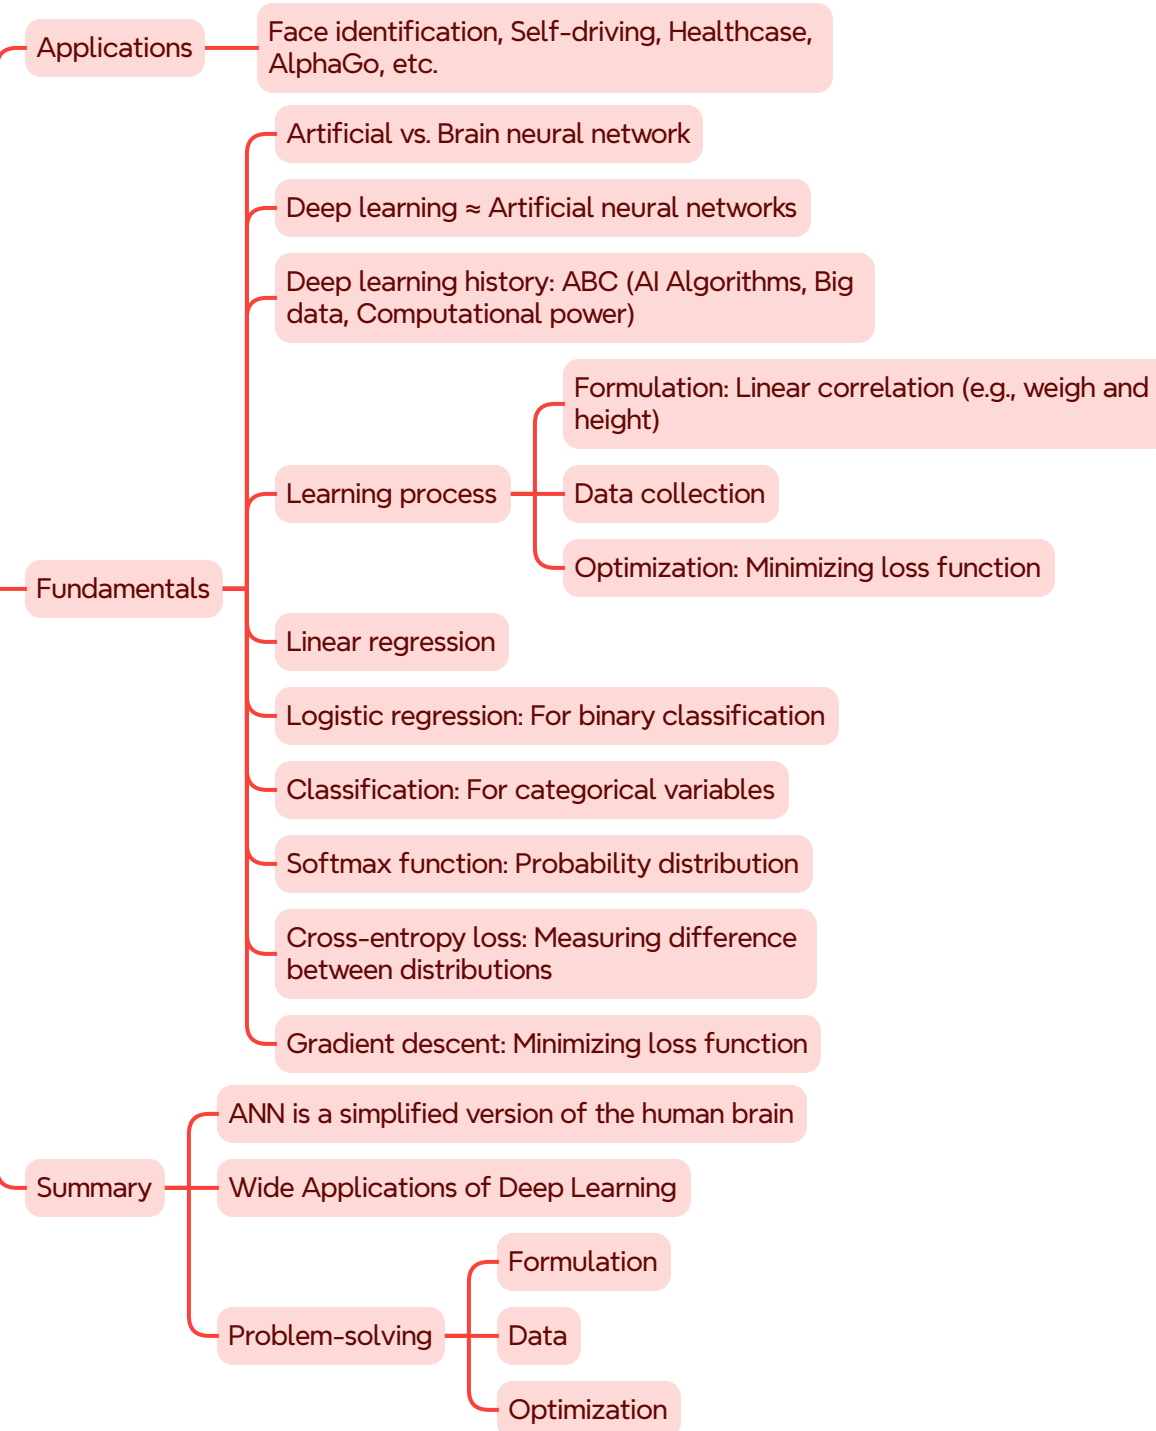 Applications
Face identification, Self-driving, Healthcase,
AlphaGo, etc.
Fundamentals
Artificial vs. Brain neural network
Deep learning ≈ Artificial neural networks
Deep learning history: ABC (AI Algorithms, Big
data, Computational power)
Learning process
Formulation: Linear correlation (e.g., weigh and
height)
Data collection
Optimization: Minimizing loss function
Linear regression
Logistic regression: For binary classification
Classification: For categorical variables
Softmax function: Probability distribution
Cross-entropy loss: Measuring difference
between distributions
Gradient descent: Minimizing loss function
Summary
ANN is a simplified version of the human brain
Wide Applications of Deep Learning
Problem-solving
Formulation
Data
Optimization